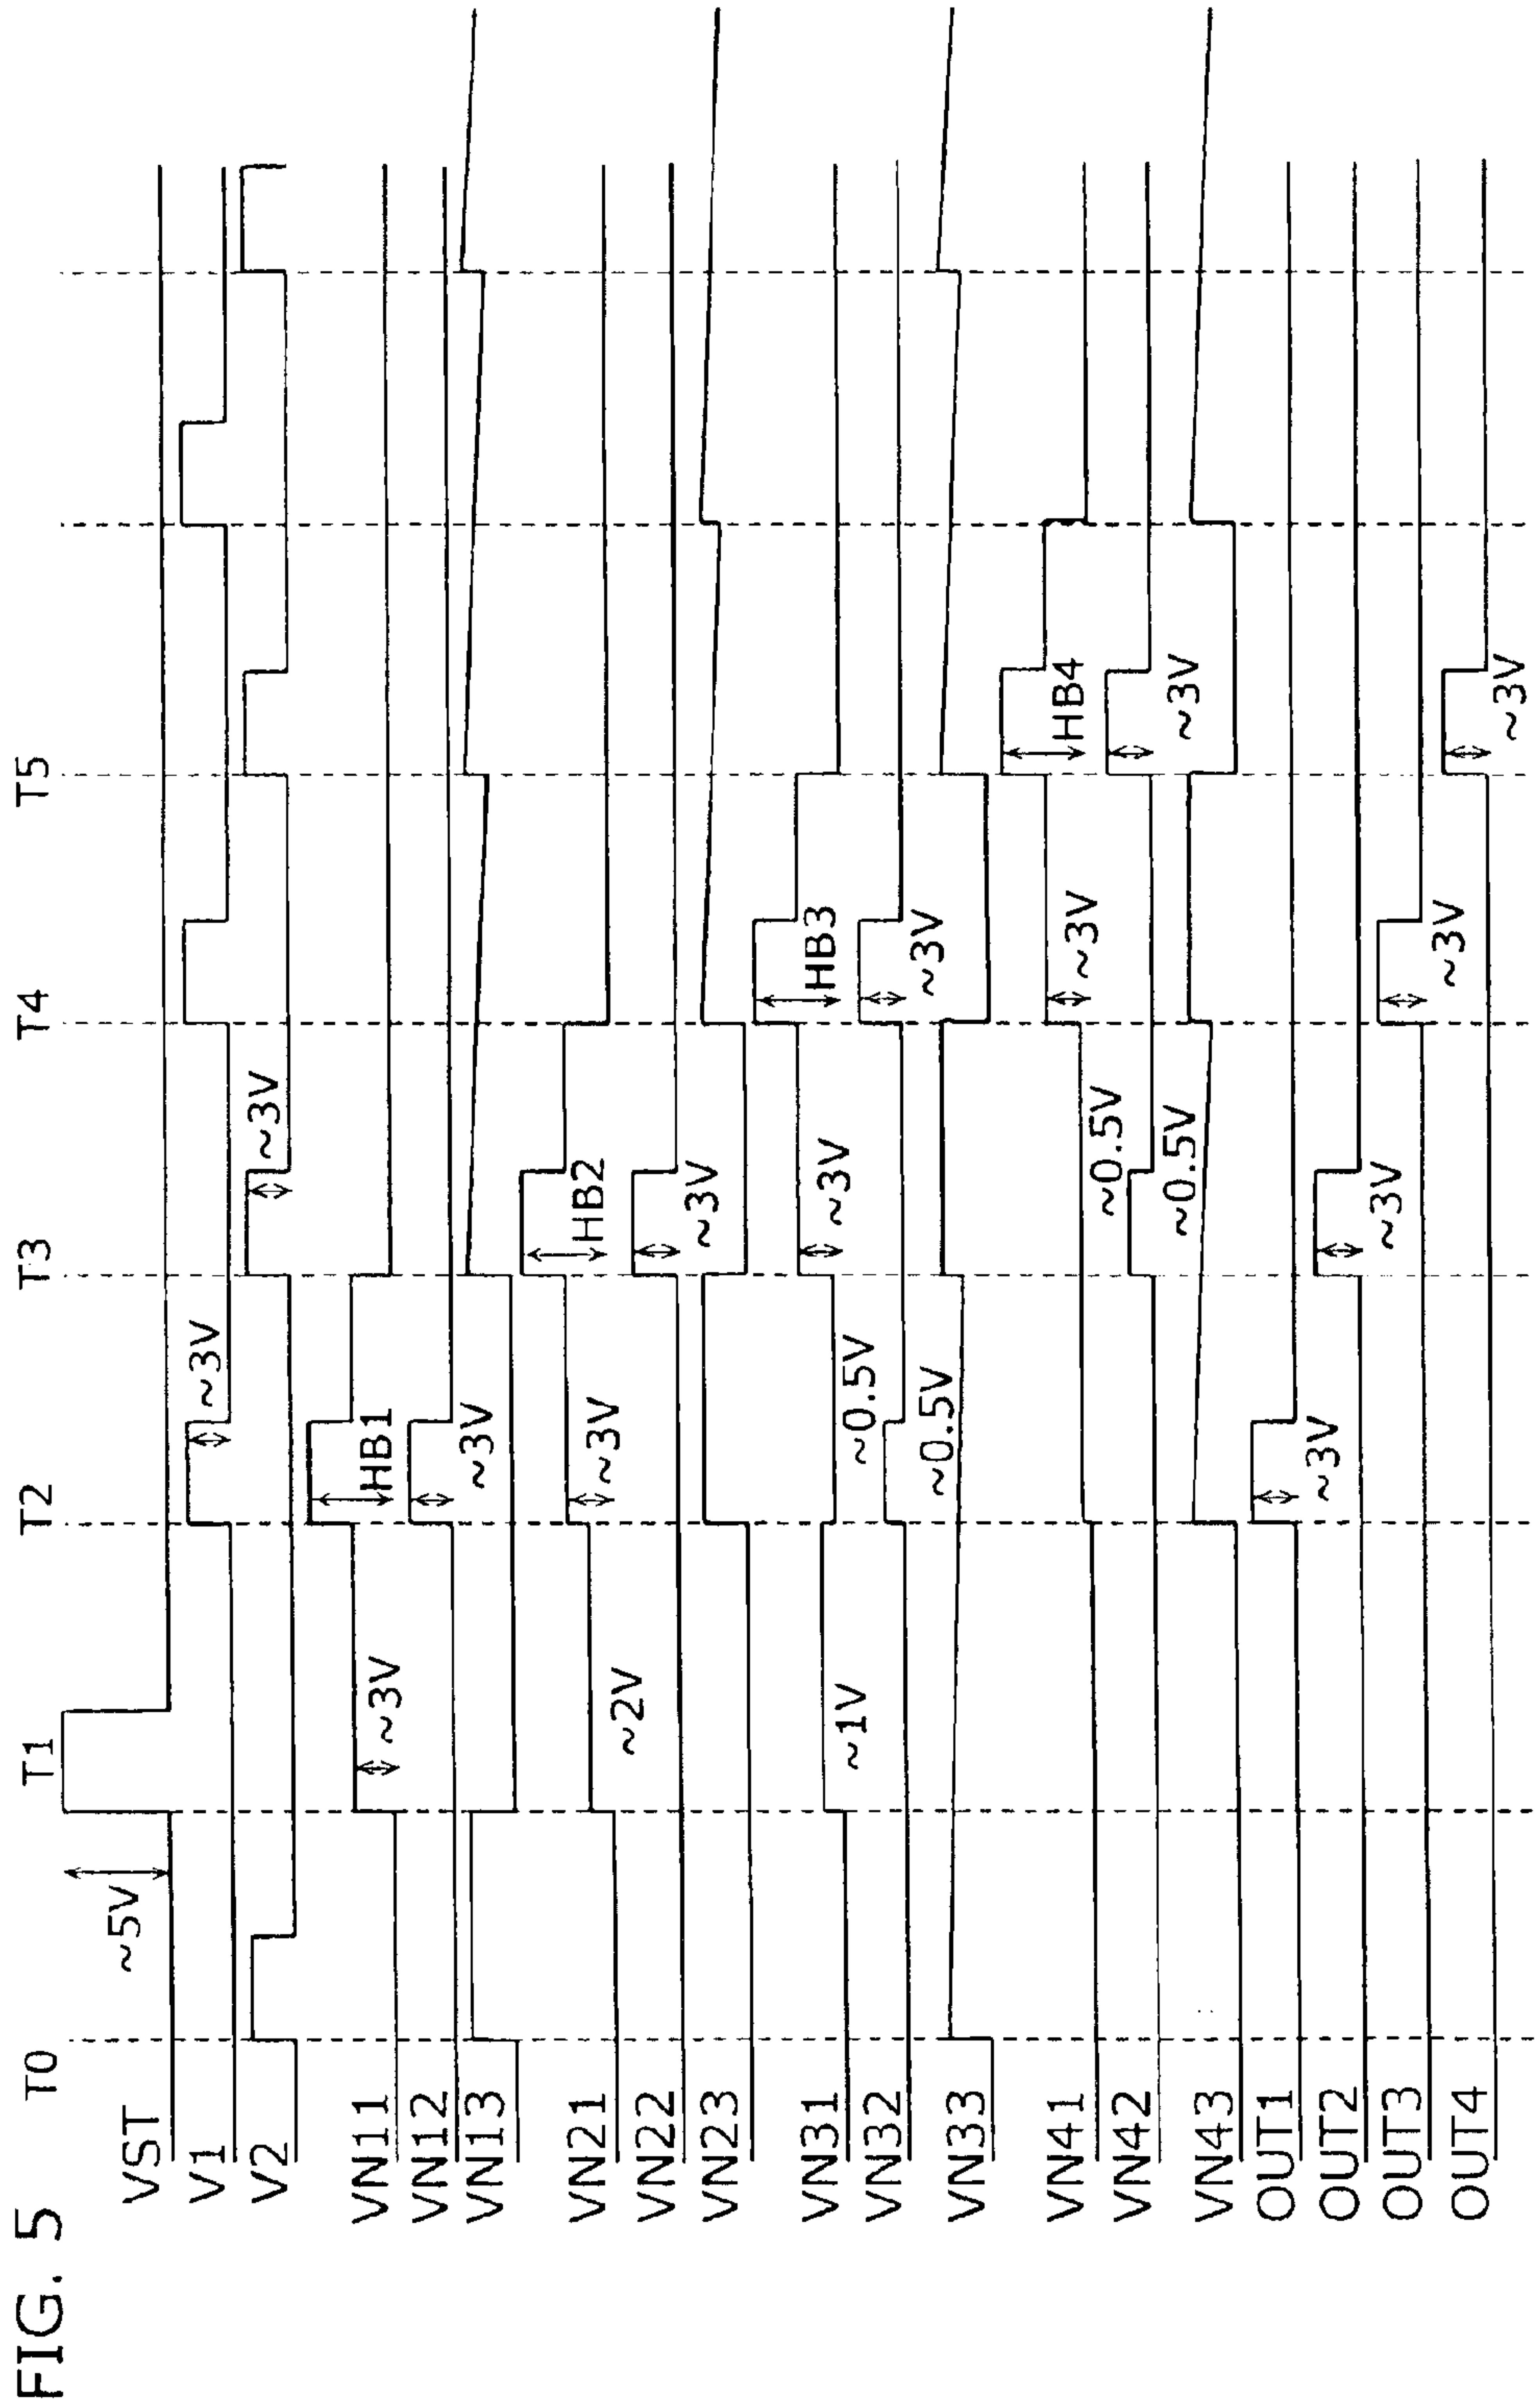 FIG. 5
T0 T1 T2 T3 T4 T5
VST ~5V
V1 ~3V
V2 ~3V
VN11 ~3V HB1
VN12 ~3V
VN13
VN21 ~2V ~3V HB2
VN22 ~3V
VN23
VN31 ~1V ~0.5V ~3V HB3
VN32 ~0.5V ~3V
VN33
VN41 ~0.5V ~3V HB4
VN42 ~0.5V ~3V
VN43
OUT1 ~3V
OUT2 ~3V
OUT3 ~3V
OUT4 ~3V